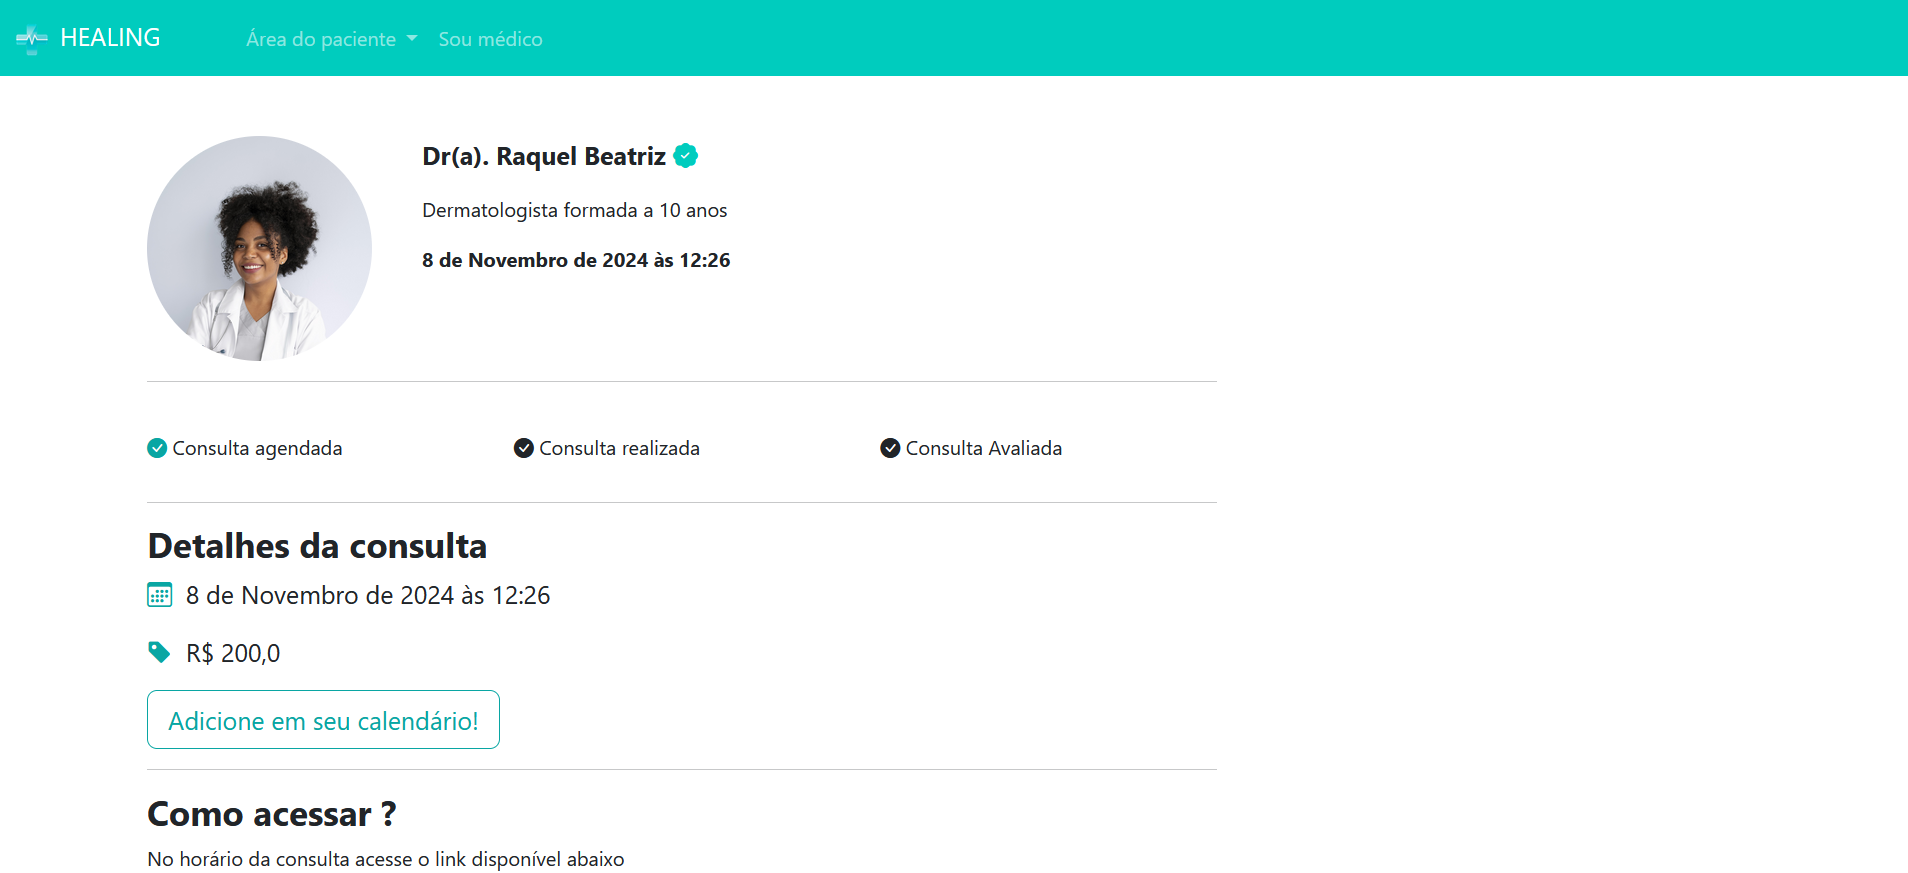 HEALING
Área do paciente
Sou médico
Dr(a). Raquel Beatriz
Dermatologista formada a 10 anos
8 de Novembro de 2024 às 12:26
Consulta agendada
Consulta realizada
Consulta Avaliada
Detalhes da consulta
8 de Novembro de 2024 às 12:26
R$ 200,0
Adicione em seu calendário!
Como acessar ?
No horário da consulta acesse o link disponível abaixo